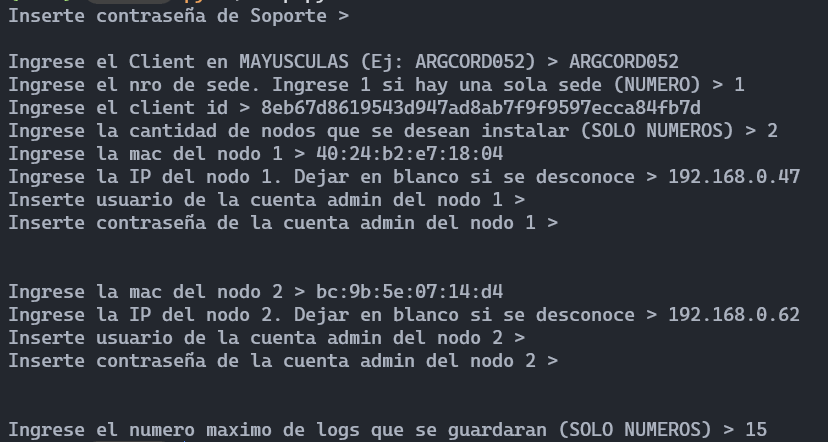 Inserte contraseña de Soporte >
Ingrese el Client en MAYUSCULAS (Ej: ARGCORD052) > ARGCORD052
Ingrese el nro de sede. Ingrese 1 si hay una sola sede (NUMERO) > 1
Ingrese el client id > 8eb67d8619543d947ad8ab7f9f9597ecca84fb7d
Ingrese la cantidad de nodos que se desean instalar (SOLO NUMEROS) > 2
Ingrese la mac del nodo 1 > 40:24:b2:e7:18:04
Ingrese la IP del nodo 1. Dejar en blanco si se desconoce > 192.168.0.47
Inserte usuario de la cuenta admin del nodo 1 >
Inserte contraseña de la cuenta admin del nodo 1 >
Ingrese la mac del nodo 2 > bc:9b:5e:07:14:d4
Ingrese la IP del nodo 2. Dejar en blanco si se desconoce > 192.168.0.62
Inserte usuario de la cuenta admin del nodo 2 >
Inserte contraseña de la cuenta admin del nodo 2 >
Ingrese el numero maximo de logs que se guardaran (SOLO NUMEROS) > 15